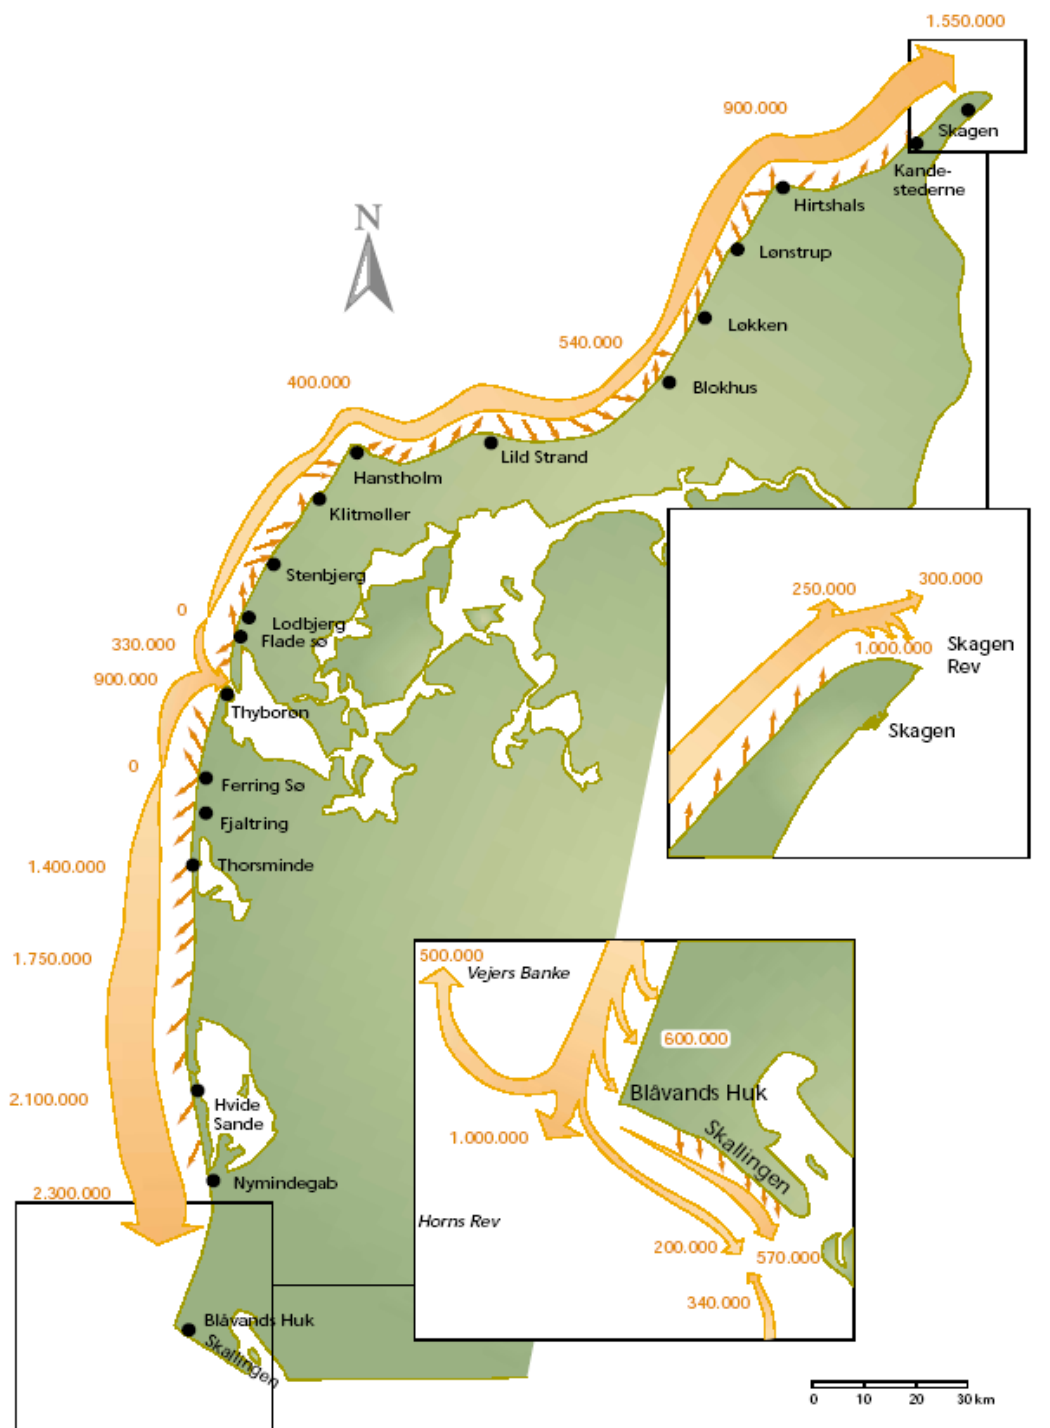 1.550.000
900.000
Skagen
Kande-
stederne
Hirtshals
N
Lønstrup
Løkken
540.000
400.000
Blokhus
Lild Strand
Hanstholm
Klitmøller
Stenbjerg
0
Lodbjerg
Flade sø
330.000
900.000
Thyborøn
0
Ferring Sø
Fjaltring
1.400.000
Thorsminde
1.750.000
2.100.000
Hvide
Sande
Nymindegab
2.300.000
Blåvands Huk
Skallingen
250.000
300.000
1.000.000
Skagen
Rev
Skagen
500.000
Vejers Banke
600.000
Blåvands Huk
1.000.000
Skallingen
Horns Rev
200.000
570.000
340.000
0 10 20 30 km